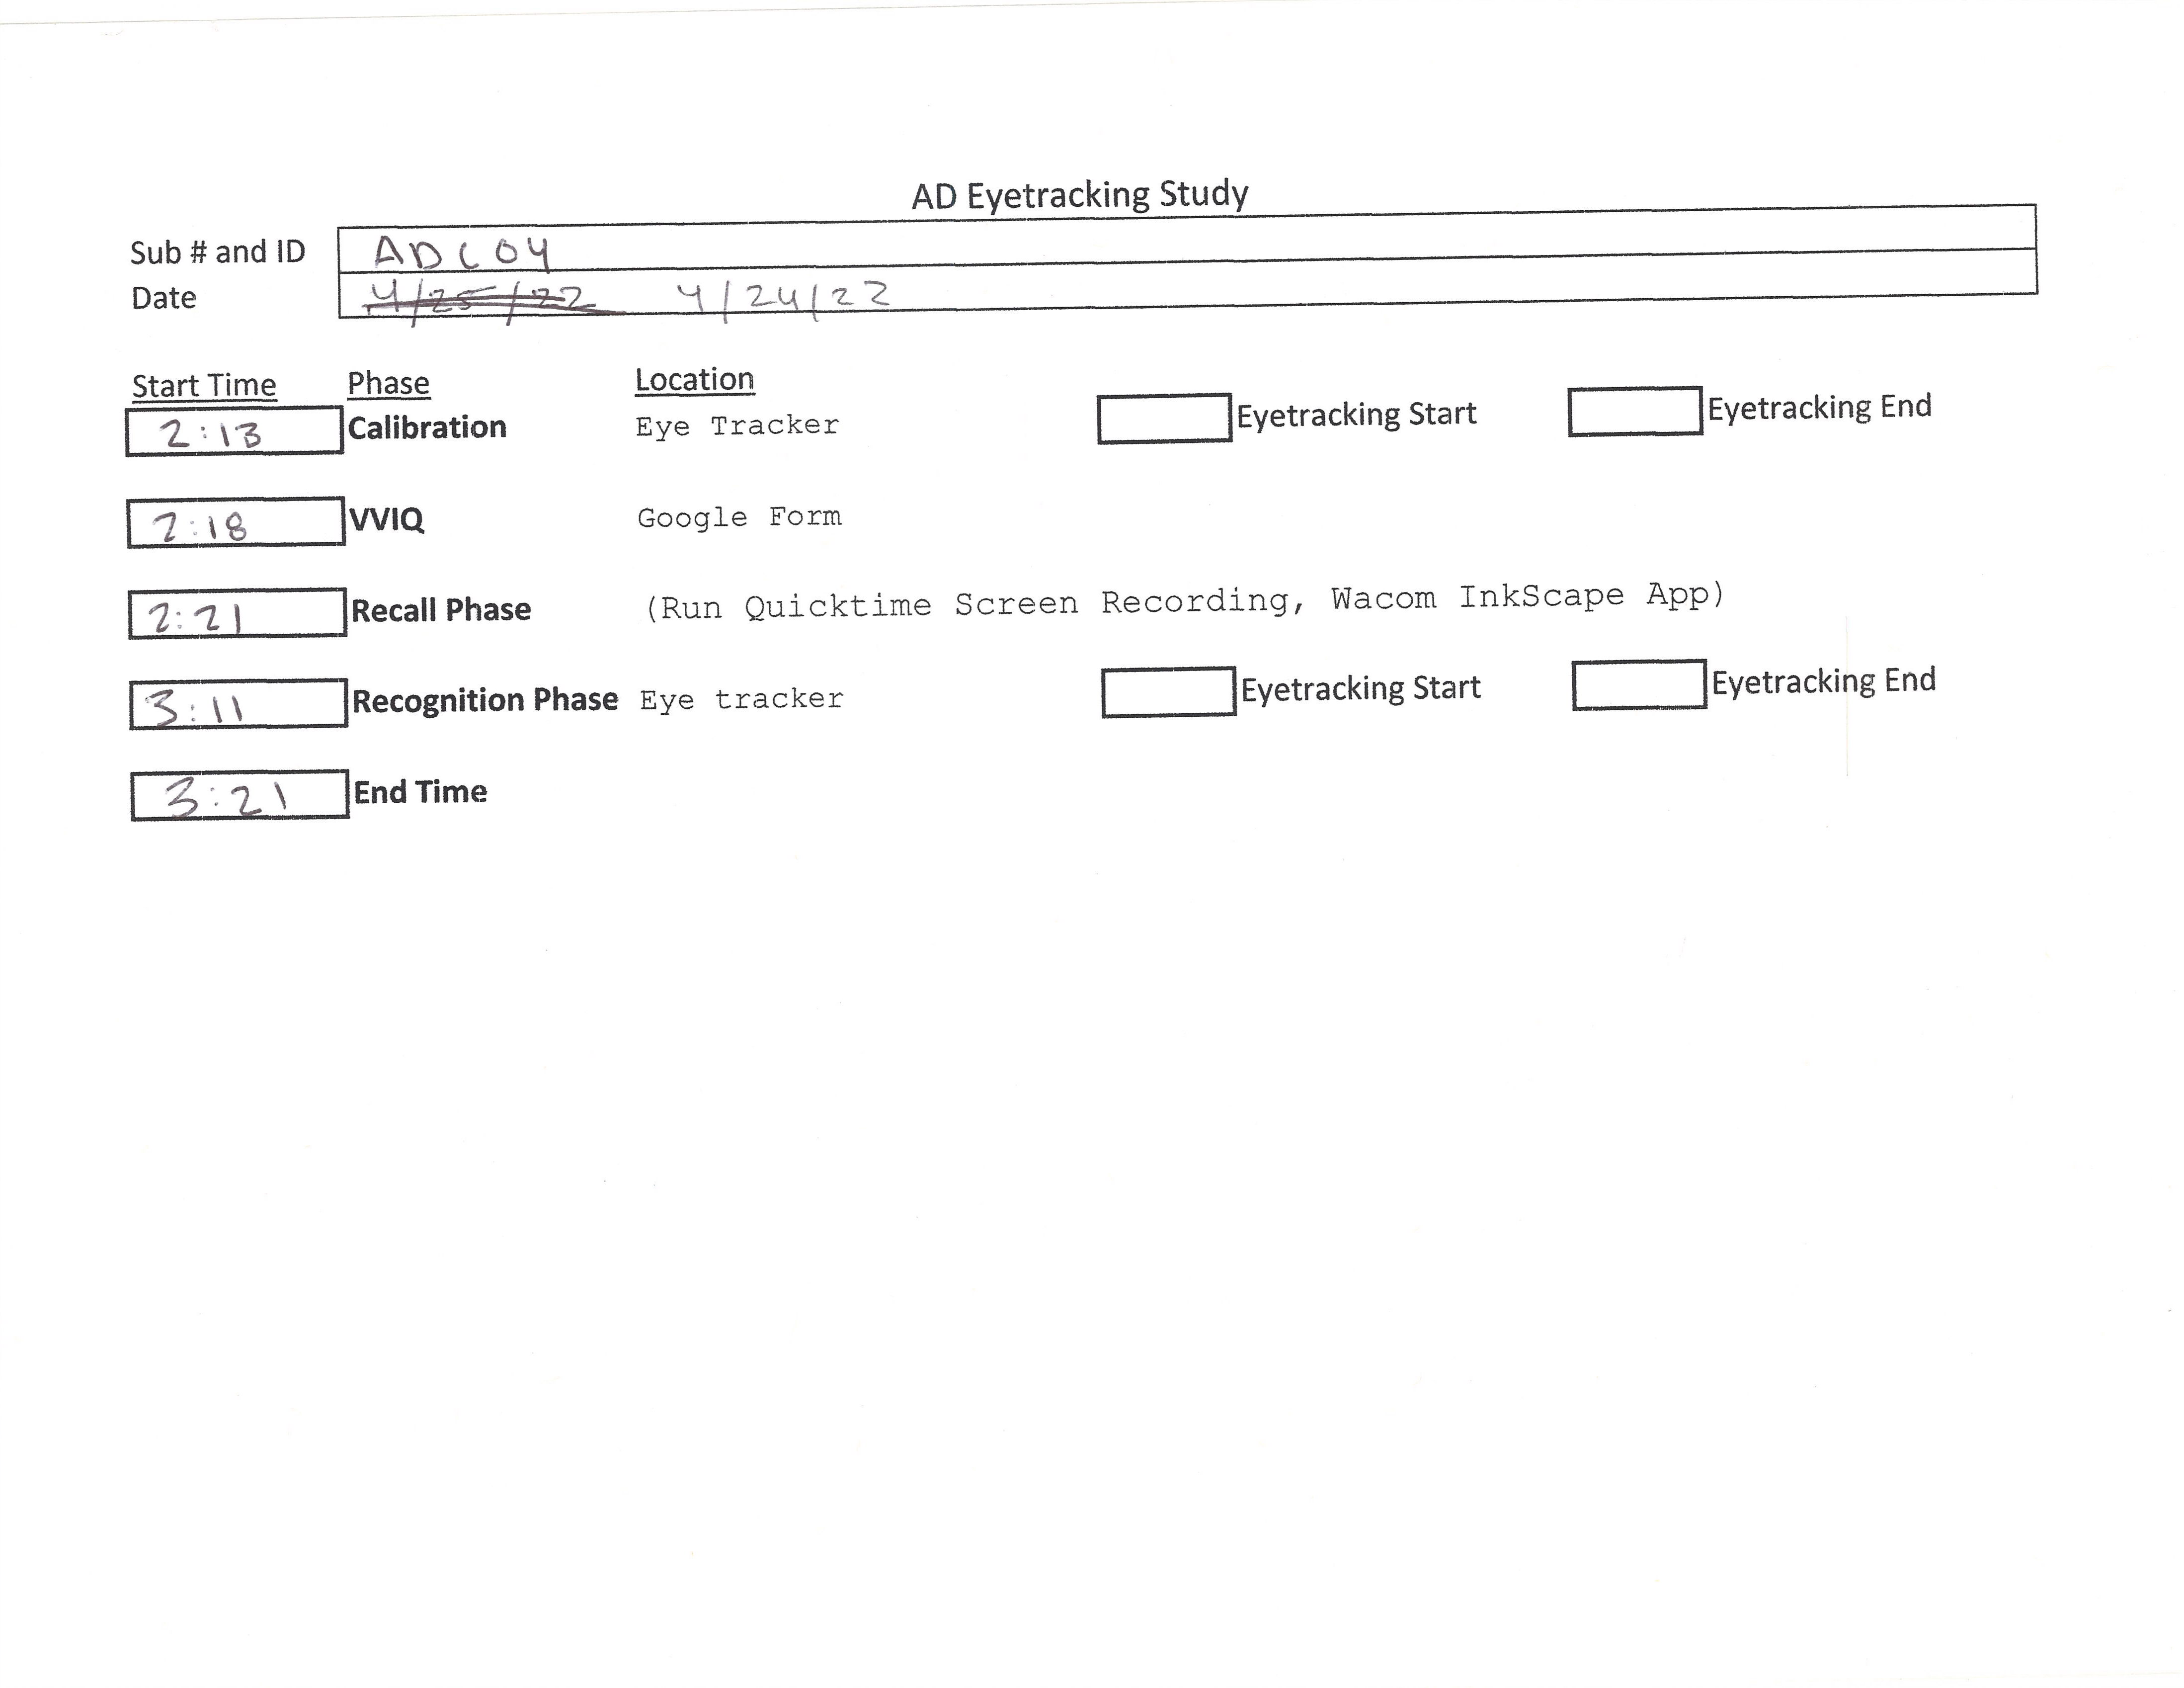 AD Eyetracking Study
Sub # and ID ADC04
Date 4/25/22 4/24/22
Start Time Phase Location
2:13 Calibration Eye Tracker Eyetracking Start Eyetracking End
2:18 VVIQ Google Form
2:21 Recall Phase (Run Quicktime Screen Recording, Wacom InkScape App)
3:11 Recognition Phase Eye tracker Eyetracking Start Eyetracking End
3:21 End Time